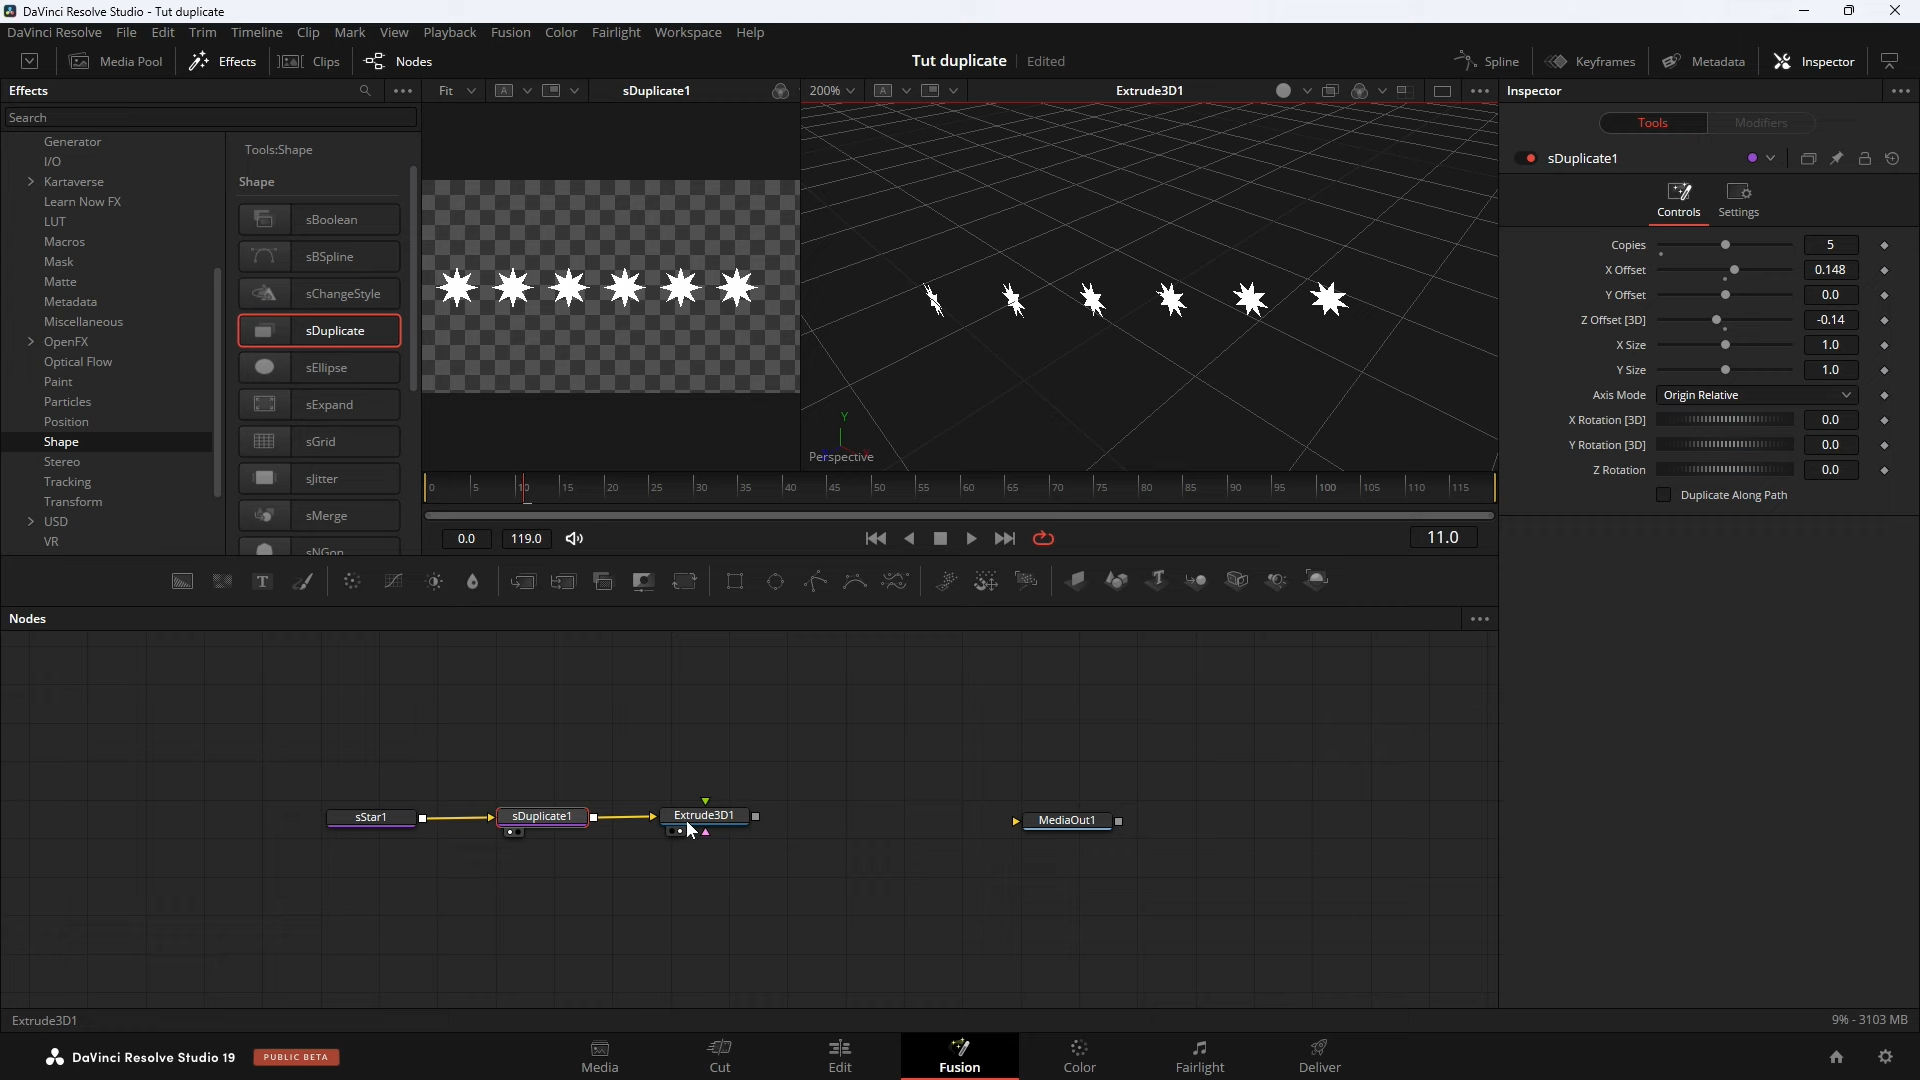 DaVinci Resolve Studio - Tut duplicate
DaVinci Resolve File Edit Trim Timeline Clip Mark View Playback Fusion Color Fairlight Workspace Help
Media Pool Effects Clips Nodes Tut duplicate Edited Spline Keyframes Metadata Inspector
Effects Fit A sDuplicate1 200% A Extrude3D1 Inspector
Search
Tools Modifiers
Generator
I/O
Kartaverse
Learn Now FX
LUT
Macros
Mask
Matte
Metadata
Miscellaneous
OpenFX
Optical Flow
Paint
Particles
Position
Shape
Stereo
Tracking
Transform
USD
VR
Tools:Shape
Shape
sBoolean
sBSpline
sChangeStyle
sDuplicate
sEllipse
sExpand
sGrid
sJitter
sMerge
sNGon
Y
Perspective
sDuplicate1
Controls Settings
Copies 5
X Offset 0.148
Y Offset 0.0
Z Offset [3D] -0.14
X Size 1.0
Y Size 1.0
Axis Mode Origin Relative
X Rotation [3D] 0.0
Y Rotation [3D] 0.0
Z Rotation 0.0
Duplicate Along Path
0 5 10 15 20 25 30 35 40 45 50 55 60 65 70 75 80 85 90 95 100 105 110 115
0.0 119.0 11.0
T T
Nodes
sStar1 sDuplicate1 Extrude3D1 MediaOut1
Extrude3D1 9% - 3103 MB
DaVinci Resolve Studio 19 PUBLIC BETA
Media Cut Edit Fusion Color Fairlight Deliver